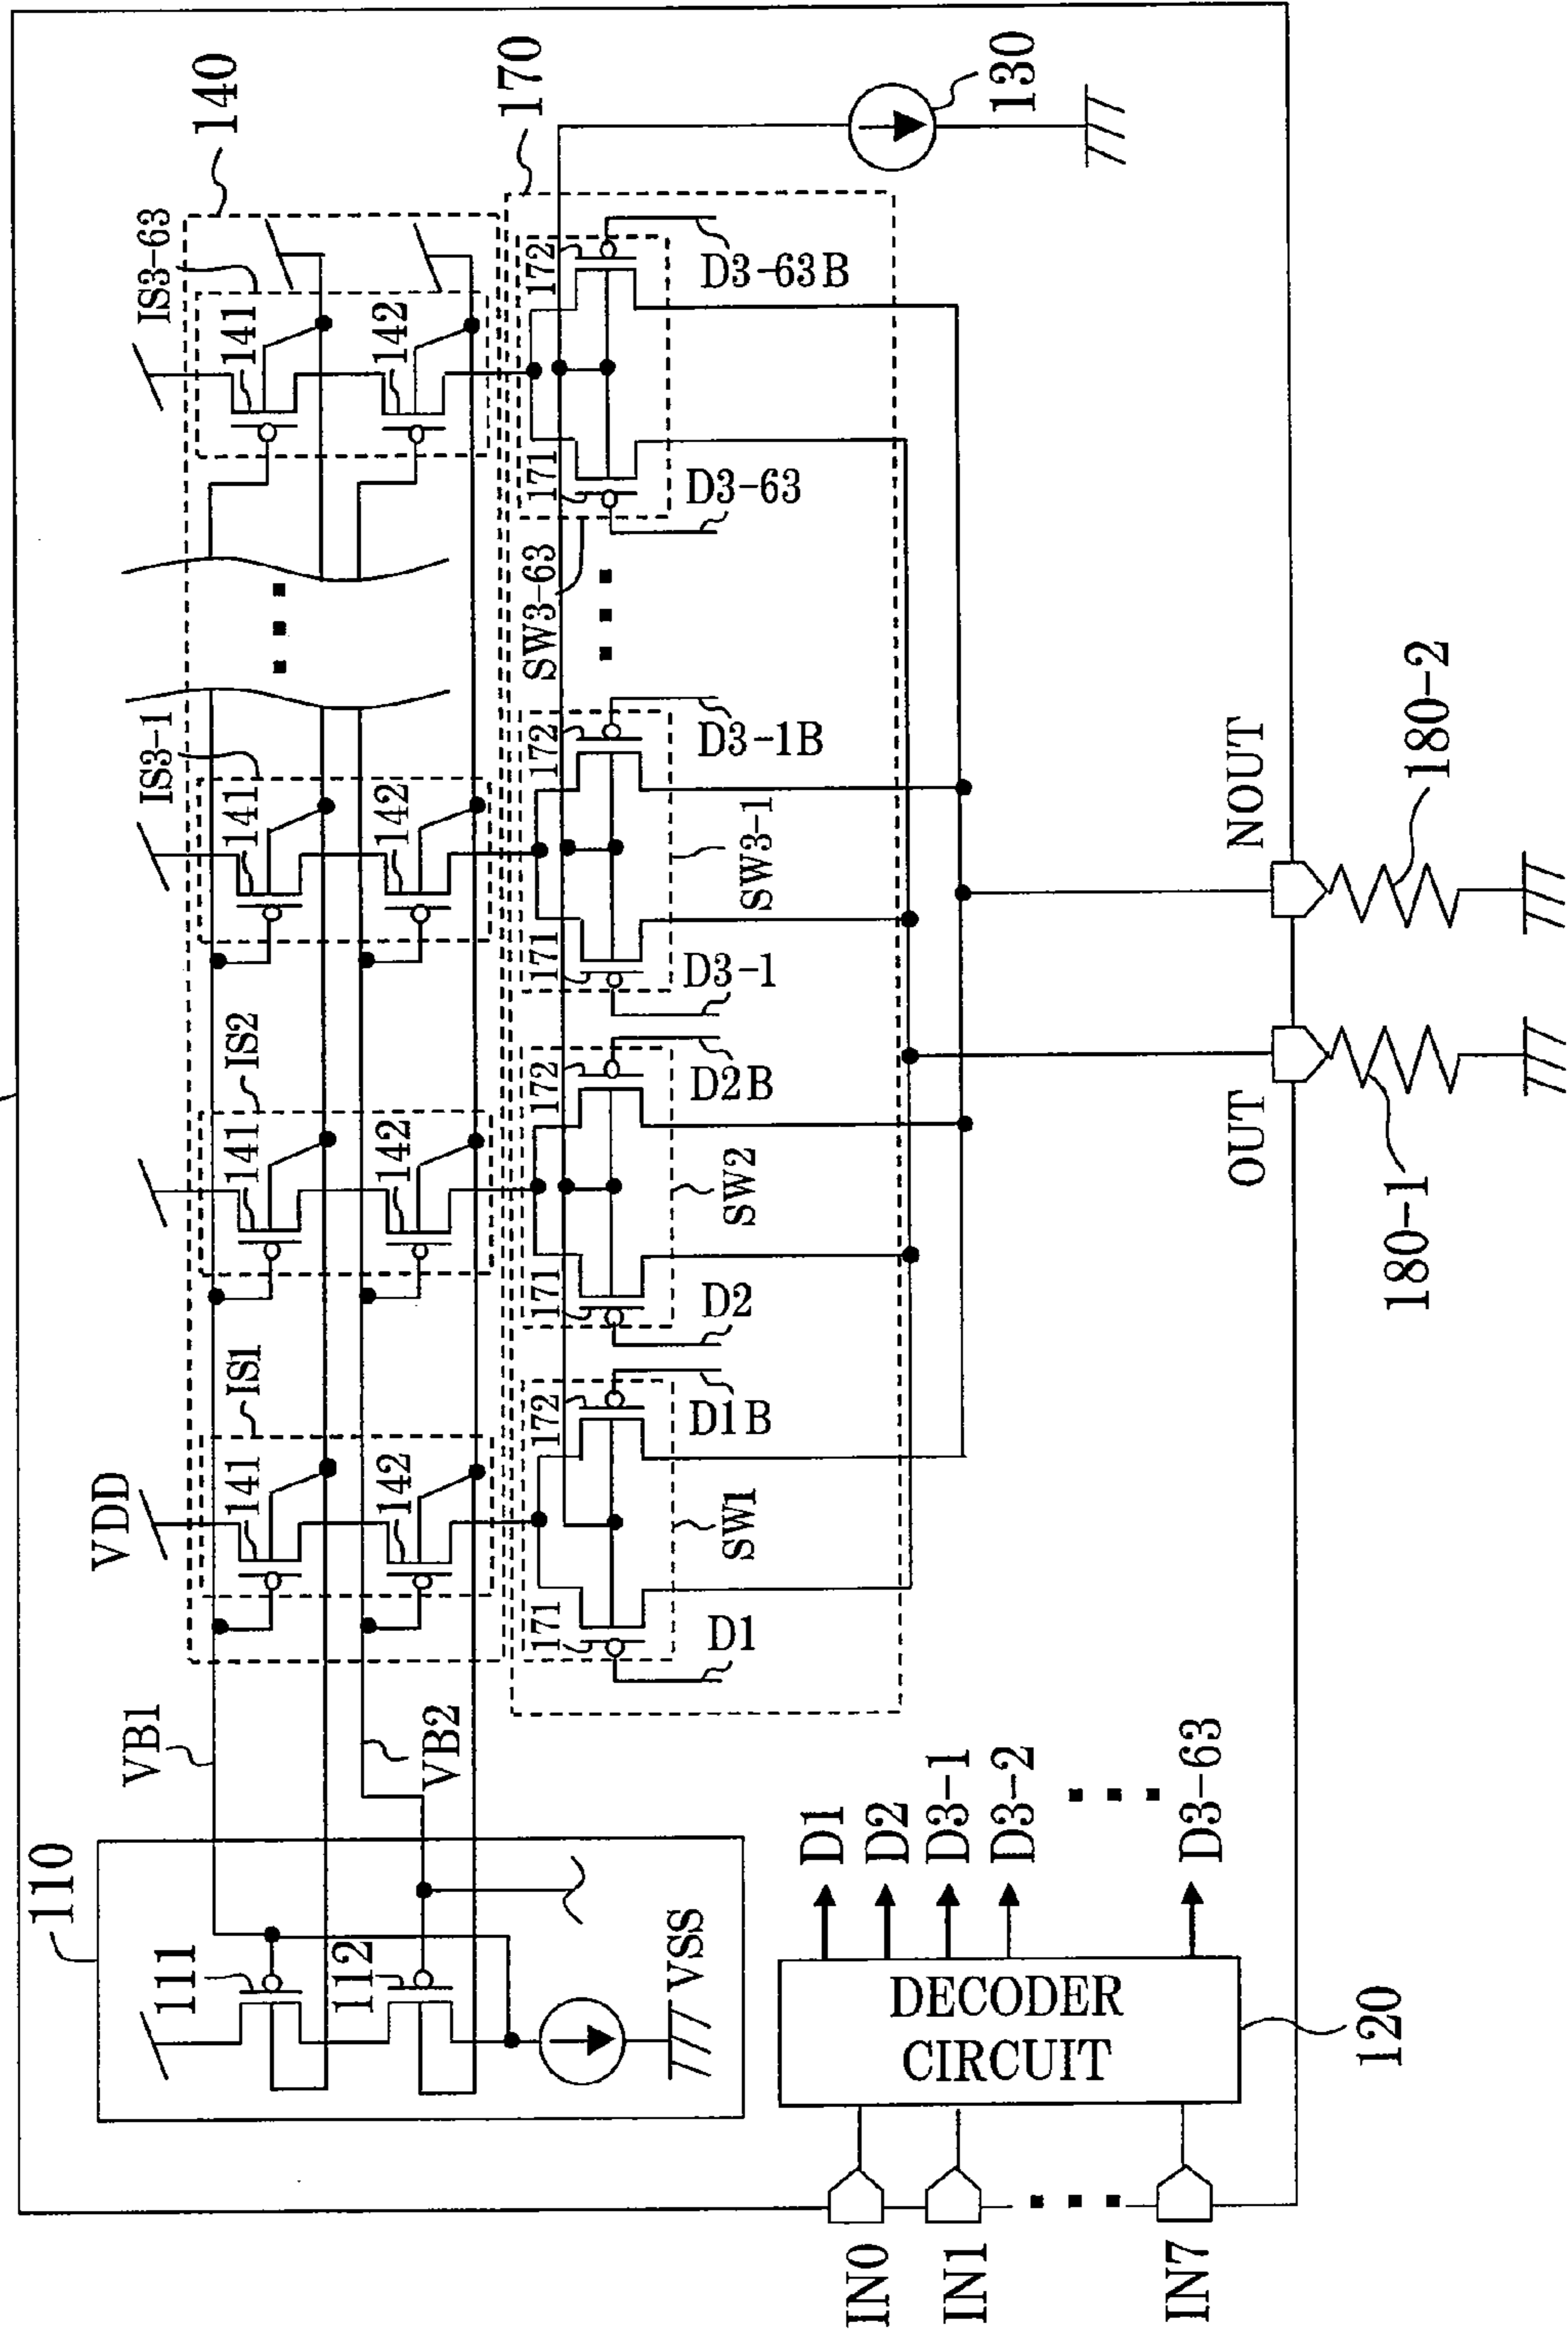 110
111
112
VSS
VB1
VB2
VDD
140
IS1
141
142
IS2
141
142
IS3-1
141
142
IS3-63
141
142
170
171
172
D1
D1B
SW1
171
172
D2
D2B
SW2
171
172
D3-1
D3-1B
SW3-1
SW3-63
171
172
D3-63
D3-63B
130
IN0
IN1
IN7
DECODER
CIRCUIT
120
D1
D2
D3-1
D3-2
D3-63
OUT
NOUT
180-1
180-2